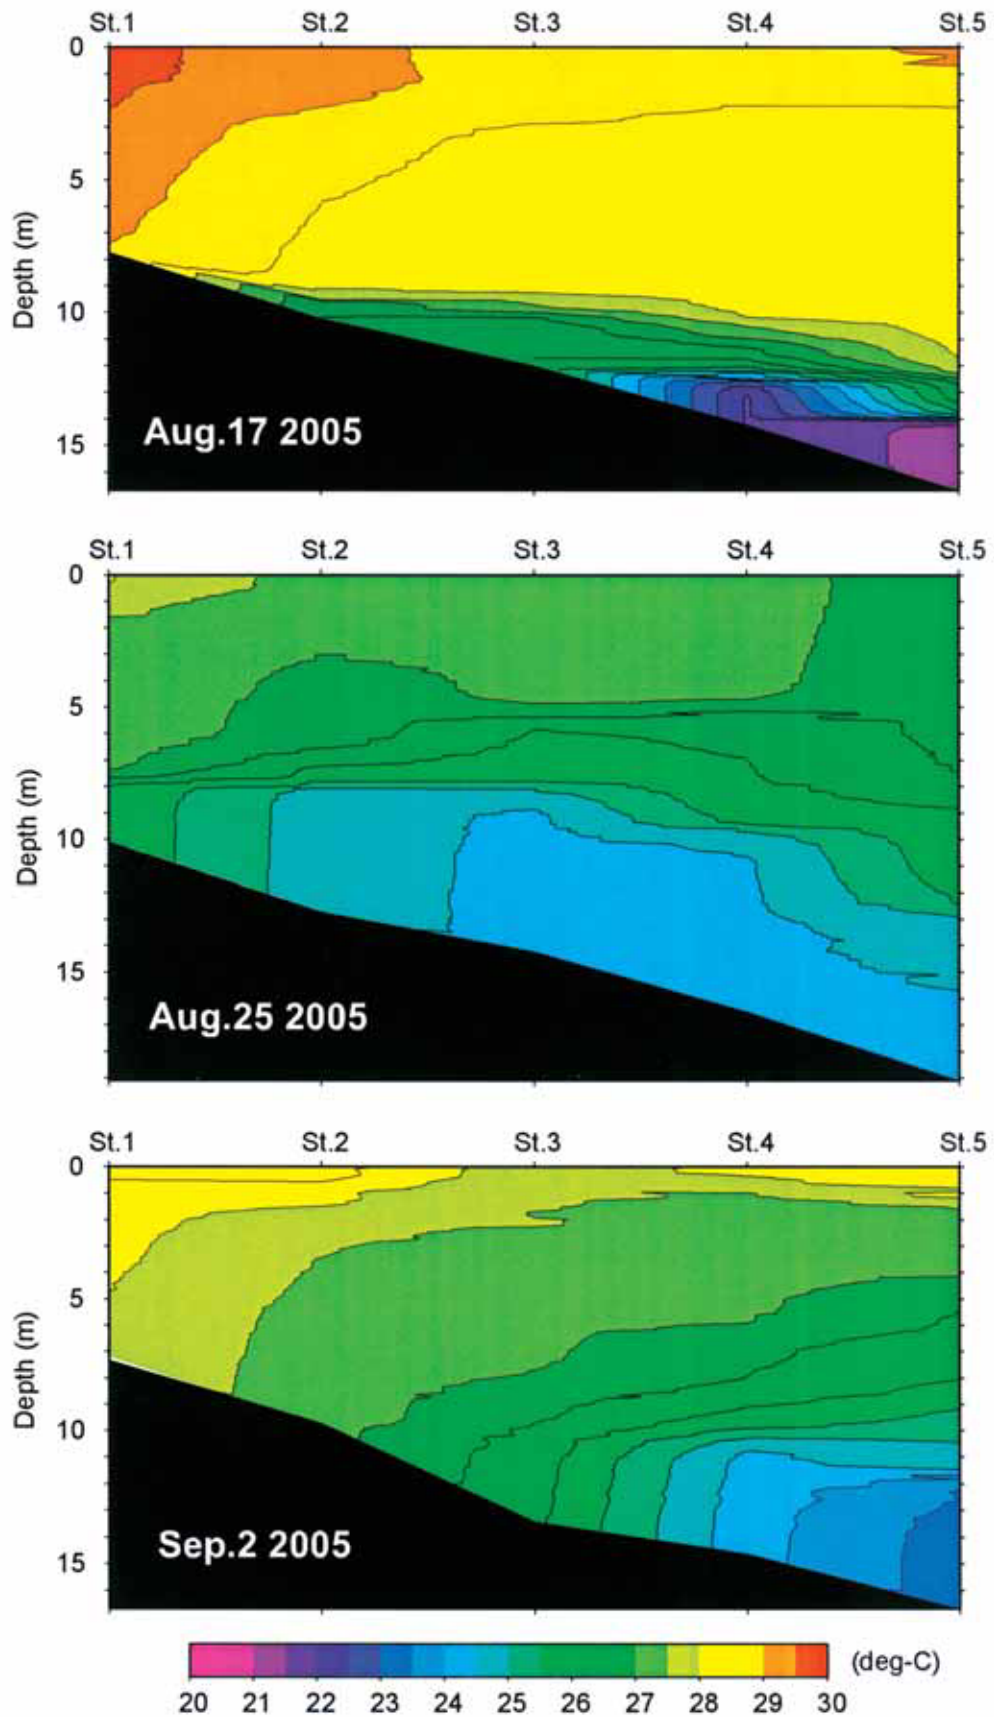 St.1 St.2 St.3 St.4 St.5
0
5
10
15
Depth (m)
Aug.17 2005
St.1 St.2 St.3 St.4 St.5
0
5
10
15
Depth (m)
Aug.25 2005
St.1 St.2 St.3 St.4 St.5
0
5
10
15
Depth (m)
Sep.2 2005
(deg-C)
20 21 22 23 24 25 26 27 28 29 30